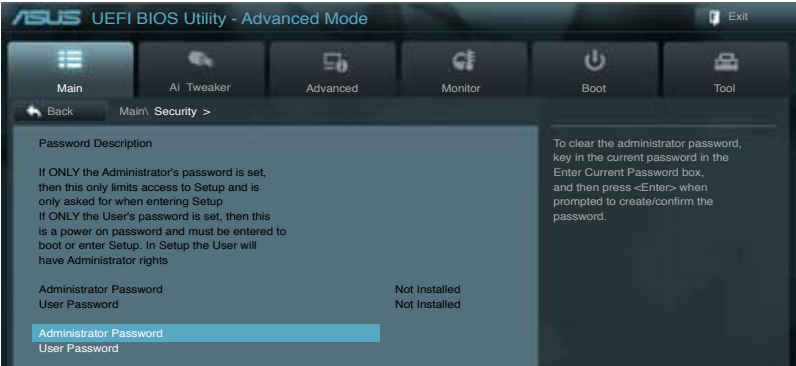 ASUS UEFI BIOS Utility - Advanced Mode
Exit
Main
Ai Tweaker
Advanced
Monitor
Boot
Tool
Back
Main\ Security >
Password Description
If ONLY the Administrator's password is set,
then this only limits access to Setup and is
only asked for when entering Setup
If ONLY the User's password is set, then this
is a power on password and must be entered to
boot or enter Setup. In Setup the User will
have Administrator rights
Administrator Password Not Installed
User Password Not Installed
Administrator Password
User Password
To clear the administrator password,
key in the current password in the
Enter Current Password box,
and then press <Enter> when
prompted to create/confirm the
password.